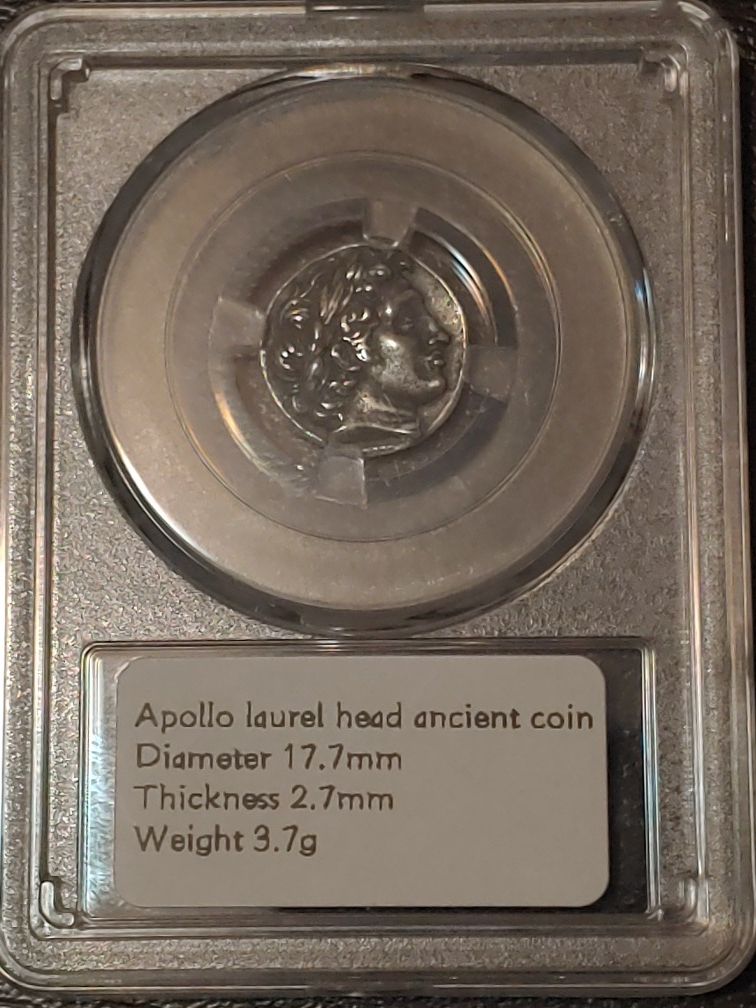 Apollo laurel head ancient coin
Diameter 17.7mm
Thickness 2.7mm
Weight 3.7g